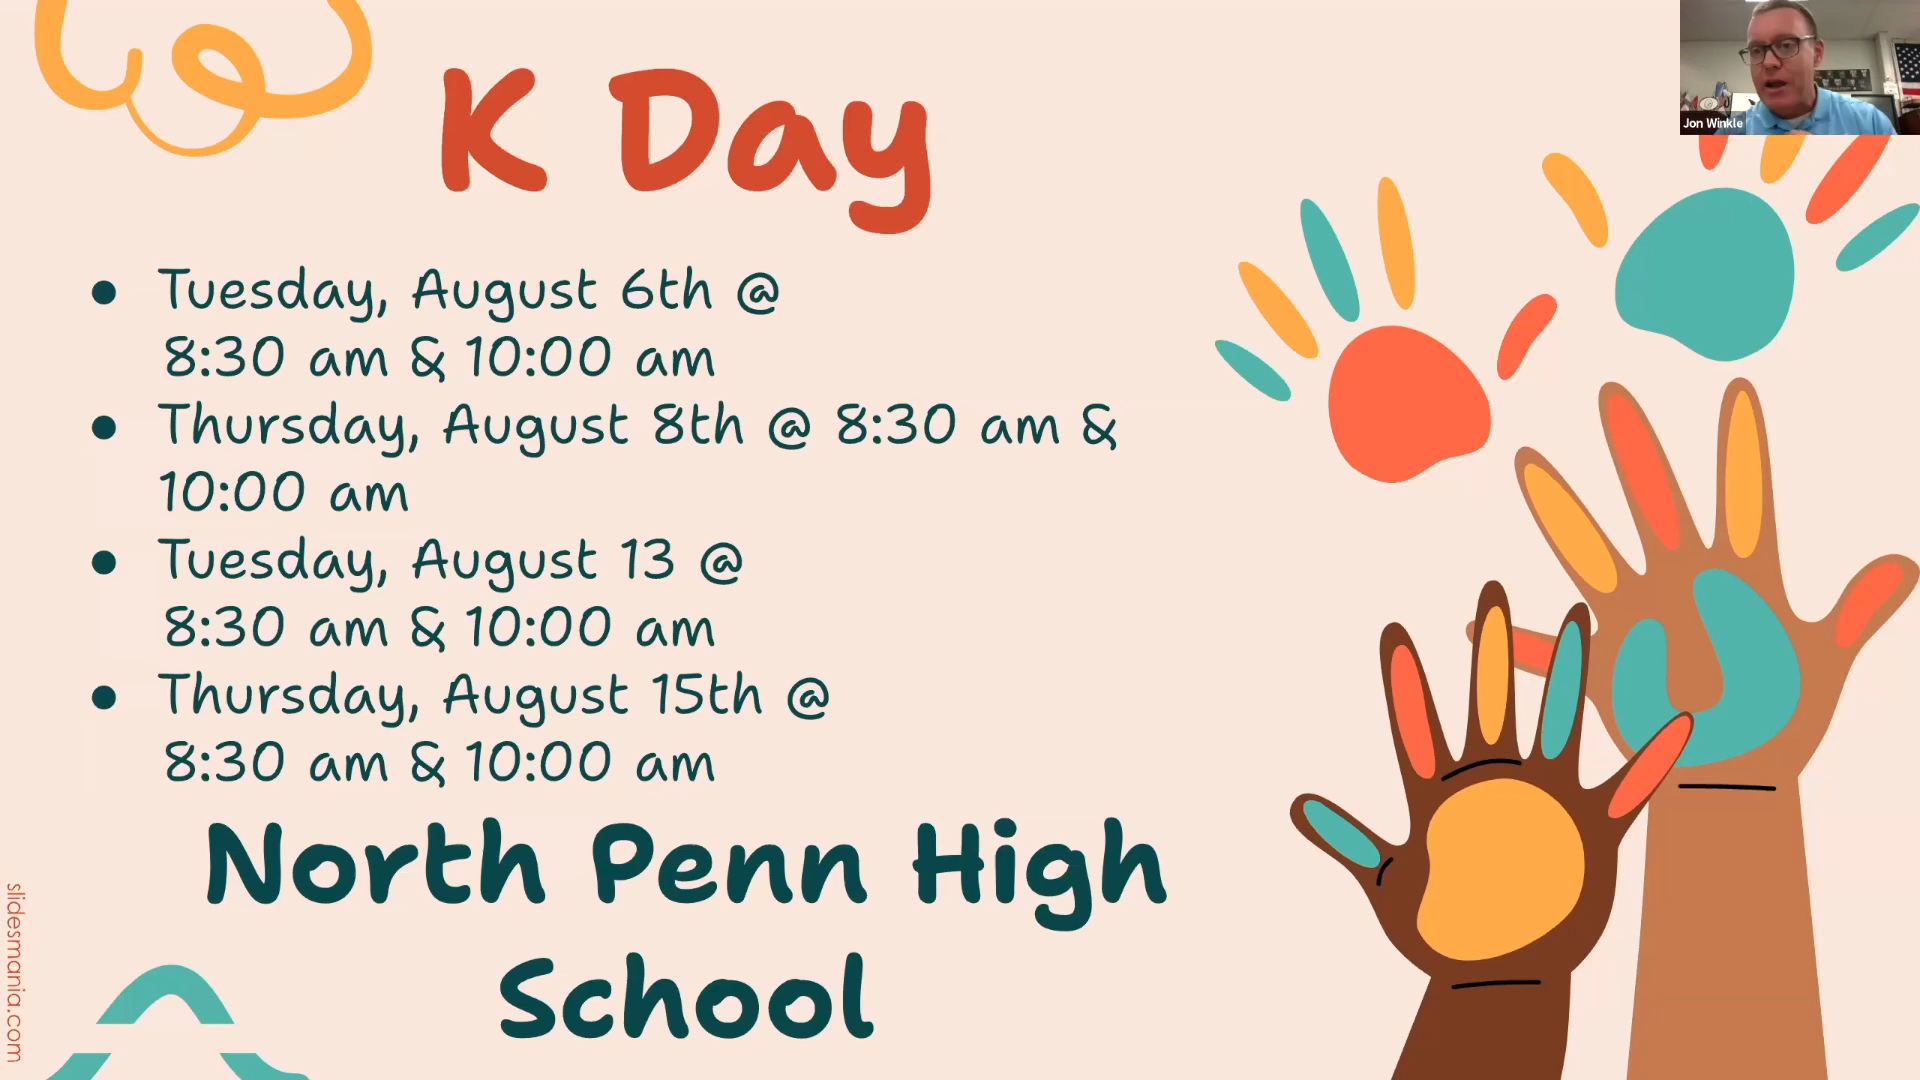 K Day
Jon Winkle
● Tuesday, August 6th @
8:30 am & 10:00 am
● Thursday, August 8th @ 8:30 am &
10:00 am
● Tuesday, August 13 @
8:30 am & 10:00 am
● Thursday, August 15th @
8:30 am & 10:00 am
North Penn High
School
slidesmania.com